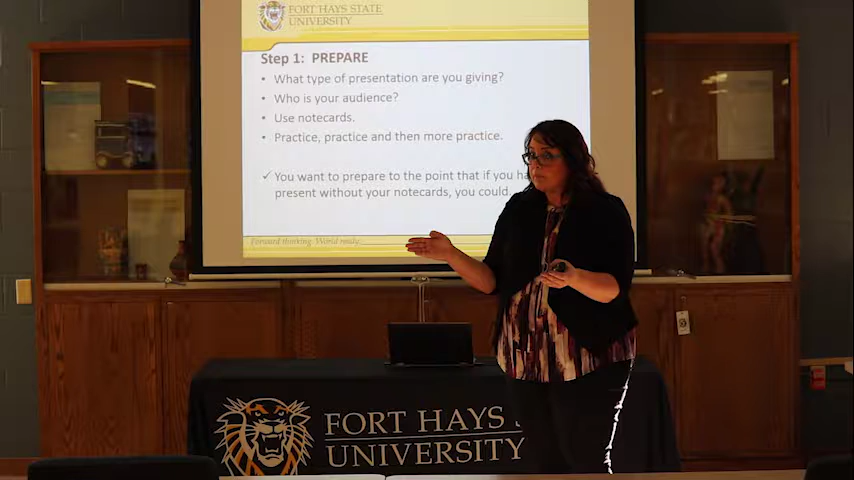 FORT HAYS STATE
UNIVERSITY
Step 1: PREPARE
• What type of presentation are you giving?
• Who is your audience?
• Use notecards.
• Practice, practice and then more practice.
✓ You want to prepare to the point that if you ha
present without your notecards, you could.
Forward thinking. World ready.
FORT HAYS S
UNIVERSITY